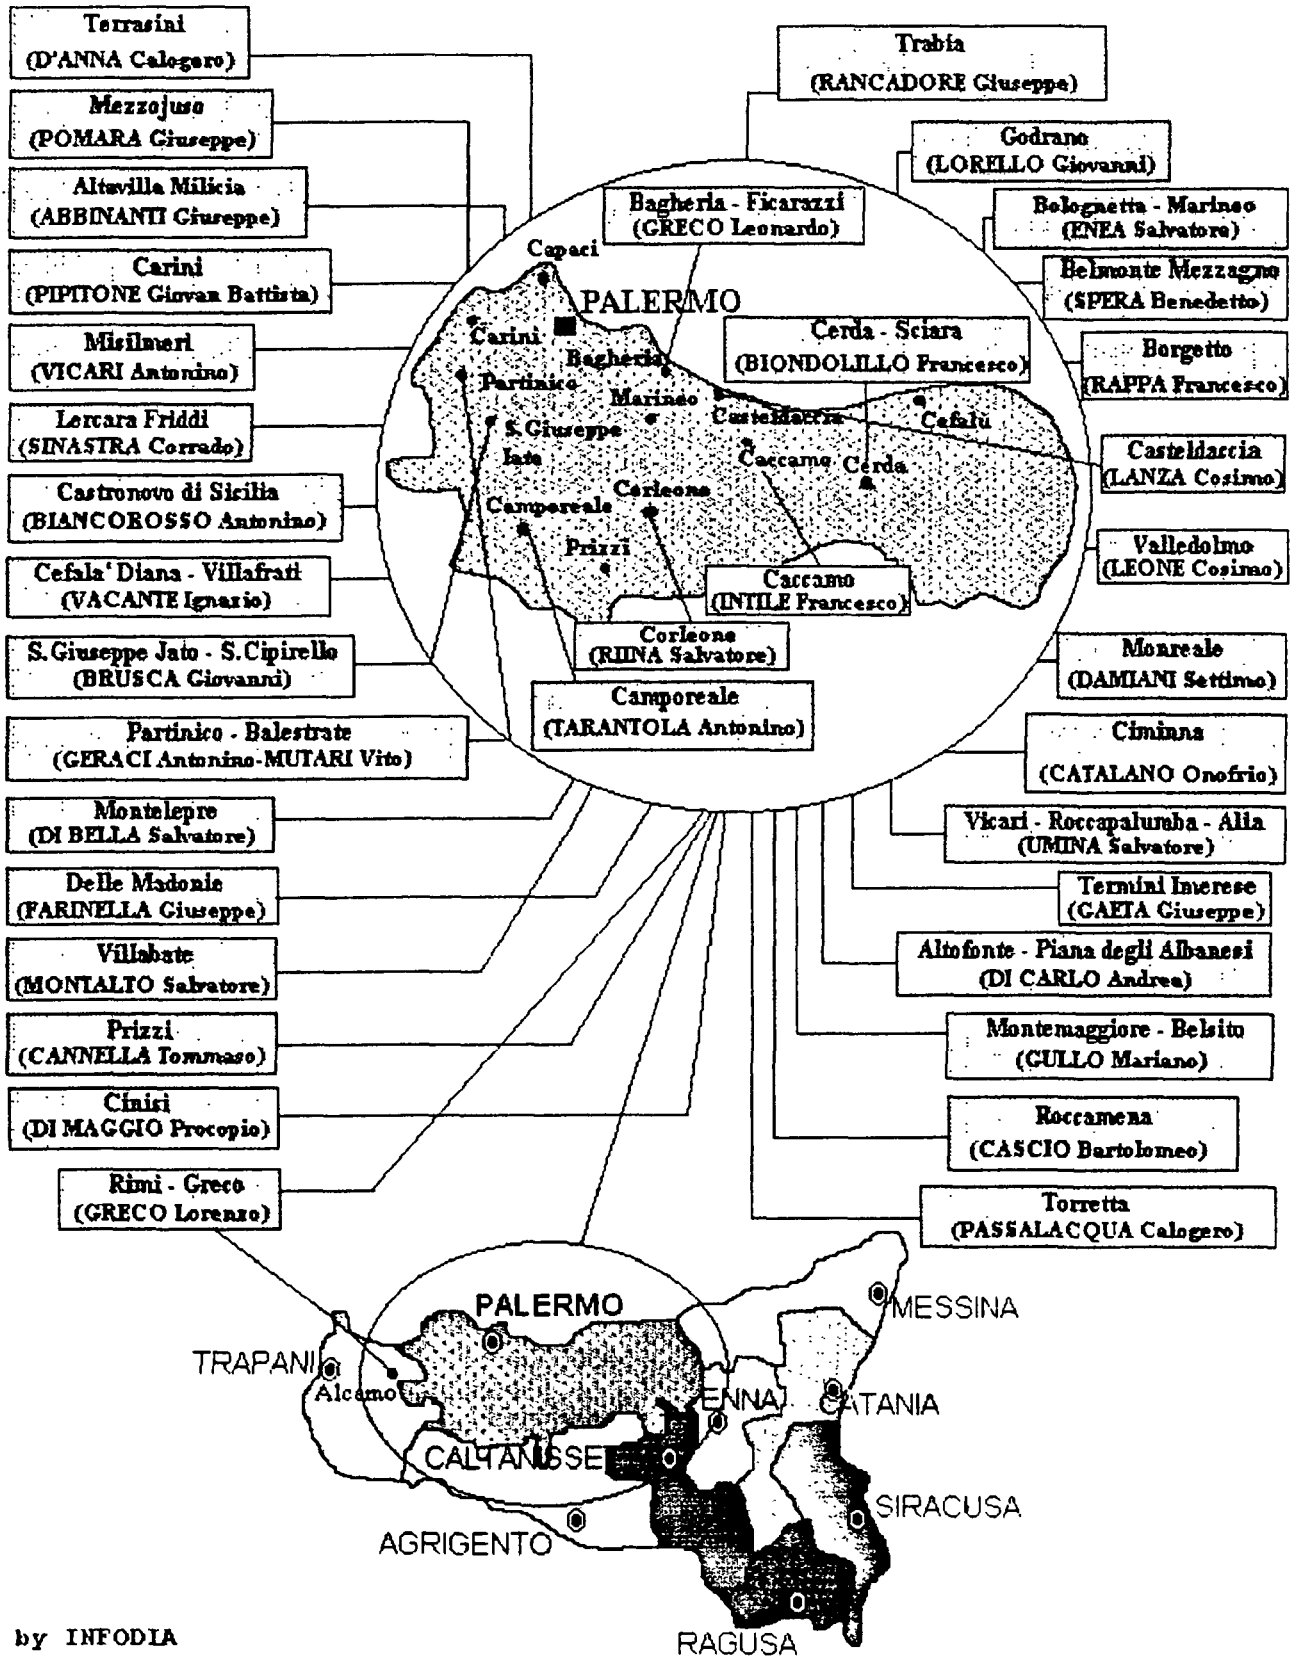 Terrasini
(D'ANNA Calogero)
Mezzojuso
(POMARA Giuseppe)
Altavilla Milicia
(ABBINANTI Giuseppe)
Carini
(PIPITONE Giovan Battista)
Misilmeri
(VICARI Antonino)
Lercara Friddi
(SINASTRA Corrado)
Castronovo di Sicilia
(BIANCOROSSO Antonino)
Cefala' Diana - Villafrati
(VACANTE Ignazio)
S. Giuseppe Jato - S. Cipirello
(BRUSCA Giovanni)
Partinico - Balestrate
(GERACI Antonino-MUTARI Vito)
Montelepre
(DI BELLA Salvatore)
Delle Madonie
(FARINELLA Giuseppe)
Villabate
(MONTALTO Salvatore)
Prizzi
(CANNELLA Tommaso)
Cinisi
(DI MAGGIO Procopio)
Rimi - Greco
(GRECO Lorenzo)
Trabia
(RANCADORE Giuseppe)
Godrano
(LORELLO Giovanni)
Bolognetta - Marineo
(ENEA Salvatore)
Belmonte Mezzagno
(SPERA Benedetto)
Borgetto
(RAPPA Francesco)
Casteldaccia
(LANZA Cosimo)
Valledolmo
(LEONE Cosimo)
Monreale
(DAMIANI Settimo)
Ciminna
(CATALANO Onofrio)
Vicari - Roccapalumba - Alia
(UMINA Salvatore)
Termini Imerese
(GAETA Giuseppe)
Altofonte - Piana degli Albanesi
(DI CARLO Andrea)
Montemaggiore - Belsito
(GULLO Mariano)
Roccamena
(CASCIO Bartolomeo)
Torretta
(PASSALACQUA Calogero)
Bagheria - Ficarazzi
(GRECO Leonardo)
Capaci
PALERMO
Carini
Cerda - Sciara
(BIONDOLILLO Francesco)
Bagheria
Partinico
Marineo
Casteldaccia
Cefalù
S. Giuseppe
Iato
Caccamo
Cerda
Camporeale
Corleone
Prizzi
Caccamo
(INTILE Francesco)
Corleone
(RIINA Salvatore)
Camporeale
(TARANTOLA Antonino)
PALERMO
MESSINA
TRAPANI
Alcamo
ENNA
CATANIA
CALTANISSET
SIRACUSA
AGRIGENTO
RAGUSA
by INFODIA